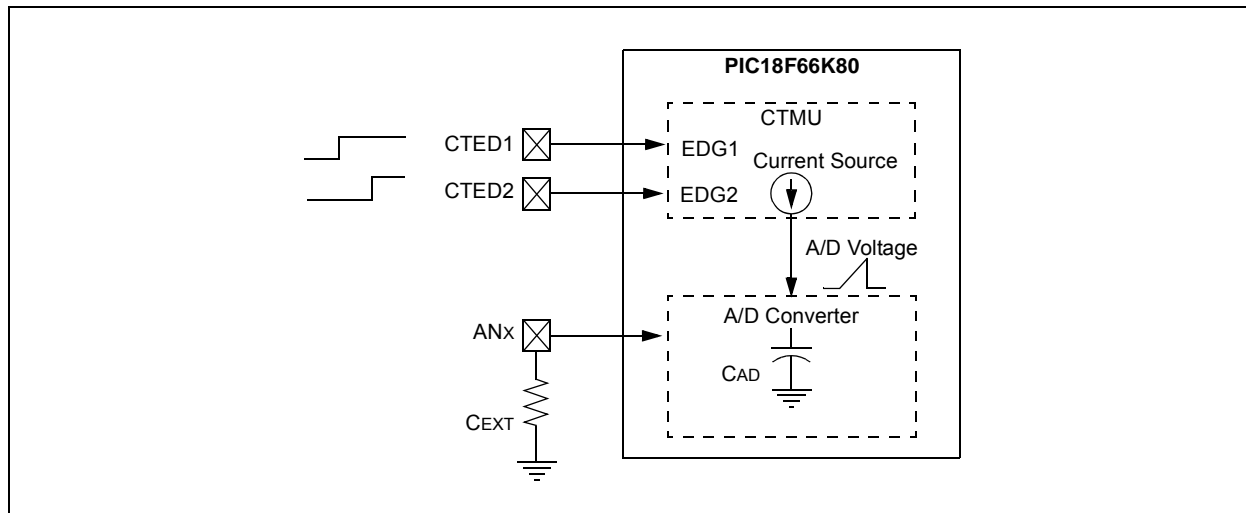 PIC18F66K80
CTMU
CTED1
EDG1
Current Source
CTED2
EDG2
A/D Voltage
A/D Converter
ANX
CAD
CEXT